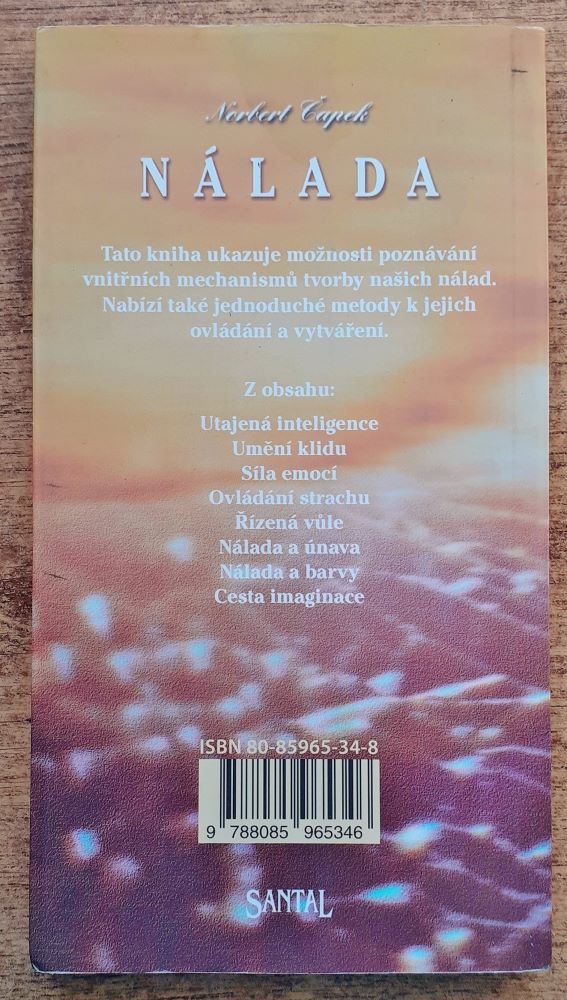 Norbert Čapek
NÁLADA
Tato kniha ukazuje možnosti poznávání
vnitřních mechanismů tvorby našich nálad.
Nabízí také jednoduché metody k jejich
ovládání a vytváření.
Z obsahu:
Utajená inteligence
Umění klidu
Síla emocí
Ovládání strachu
Řízená vůle
Nálada a únava
Nálada a barvy
Cesta imaginace
ISBN 80-85965-34-8
9 788085 965346
SANTAL